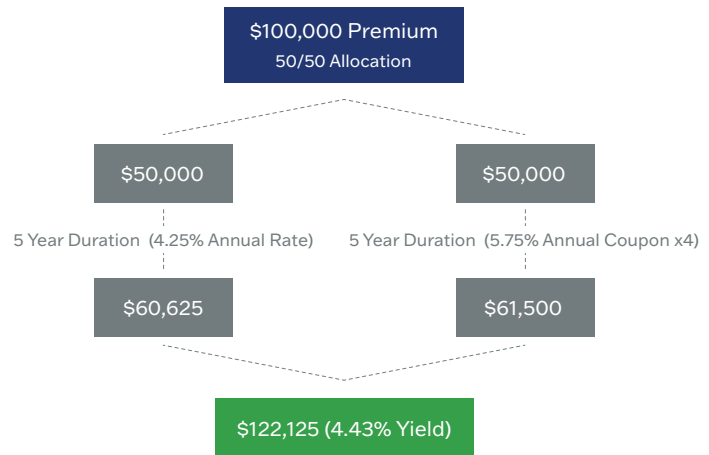 $100,000 Premium
50/50 Allocation
$50,000
$50,000
5 Year Duration (4.25% Annual Rate)
5 Year Duration (5.75% Annual Coupon x4)
$60,625
$61,500
$122,125 (4.43% Yield)